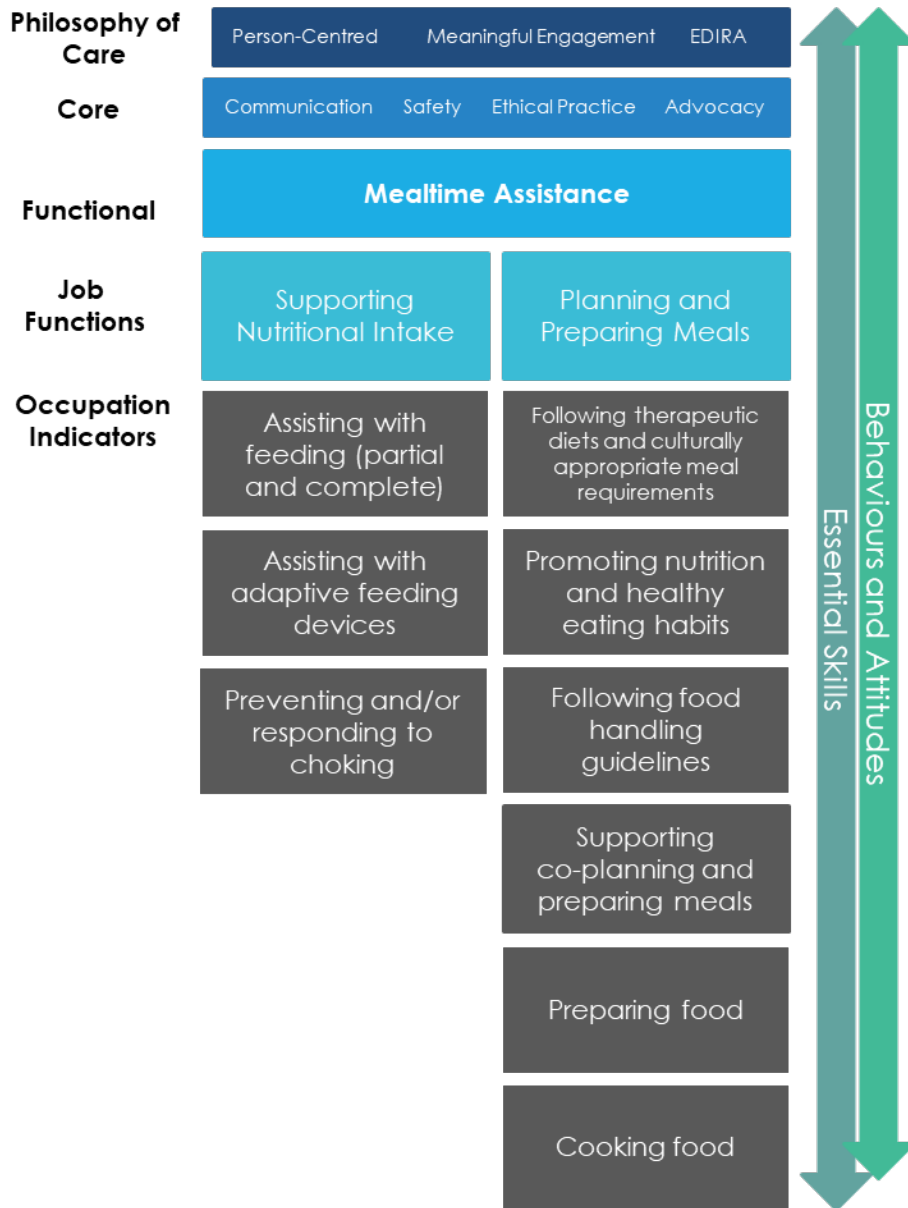 Philosophy of
Care
Person-Centred Meaningful Engagement EDIRA
Core
Communication Safety Ethical Practice Advocacy
Functional
Mealtime Assistance
Job
Functions
Supporting
Nutritional Intake
Planning and
Preparing Meals
Occupation
Indicators
Assisting with
feeding (partial
and complete)
Following therapeutic
diets and culturally
appropriate meal
requirements
Assisting with
adaptive feeding
devices
Promoting nutrition
and healthy
eating habits
Preventing and/or
responding to
choking
Following food
handling
guidelines
Supporting
co-planning and
preparing meals
Preparing food
Cooking food
Essential Skills
Behaviours and Attitudes